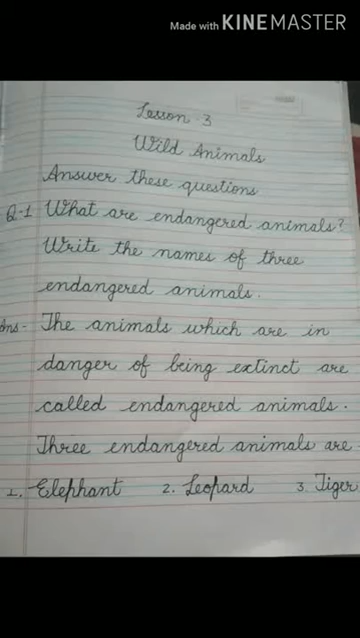 Made with KINEMASTER
Lesson - 3
Wild Animals
Answer these questions
Q-1 What are endangered animals?
Write the names of three
endangered animals.
Ans - The animals which are in
danger of being extinct are
called endangered animals.
Three endangered animals are -
1. Elephant 2. Leopard 3. Tiger